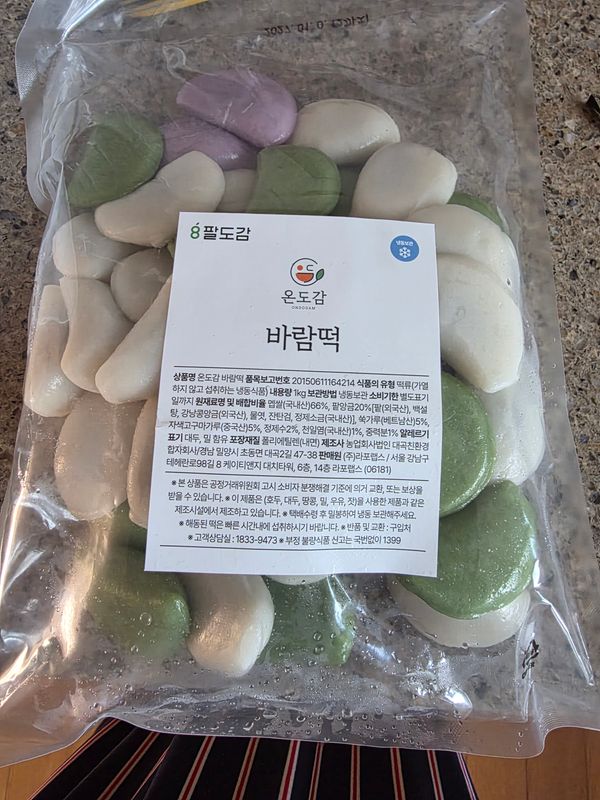 8팔도감
냉동보관
온도감
ONDOGAM
바람떡
상품명 온도감 바람떡 품목보고번호 20150611164214 식품의 유형 떡류(가열
하지 않고 섭취하는 냉동식품) 내용량 1kg 보관방법 냉동보관 소비기한 별도표기
일까지 원재료명 및 배합비율 멥쌀(국내산)66%, 팥앙금20%[팥(외국산), 백설
탕, 강낭콩앙금(외국산), 물엿, 잔탄검, 정제소금(국내산)], 쑥가루(베트남산)5%,
자색고구마가루(중국산)5%, 정제수2%, 천일염(국내산)1%, 중력분1% 알레르기
표기 대두, 밀 함유 포장재질 폴리에틸렌(내면) 제조사 농업회사법인 대곡친환경
합자회사/경남 밀양시 초동면 대곡2길 47-38 판매원 (주)라포랩스 / 서울 강남구
테헤란로98길 8 케이티앤지 대치타워, 6층, 14층 라포랩스 (06181)
※ 본 상품은 공정거래위원회 고시 소비자 분쟁해결 기준에 의거 교환, 또는 보상을
받을 수 있습니다. ※ 이 제품은 (호두, 대두, 땅콩, 밀, 우유, 잣)을 사용한 제품과 같은
제조시설에서 제조하고 있습니다. ※ 택배수령 후 밀봉하여 냉동 보관해주세요.
※ 해동된 떡은 빠른 시간내에 섭취하시기 바랍니다. ※ 반품 및 교환 : 구입처
※ 고객상담실 : 1833-9473 ※ 부정 불량식품 신고는 국번없이 1399